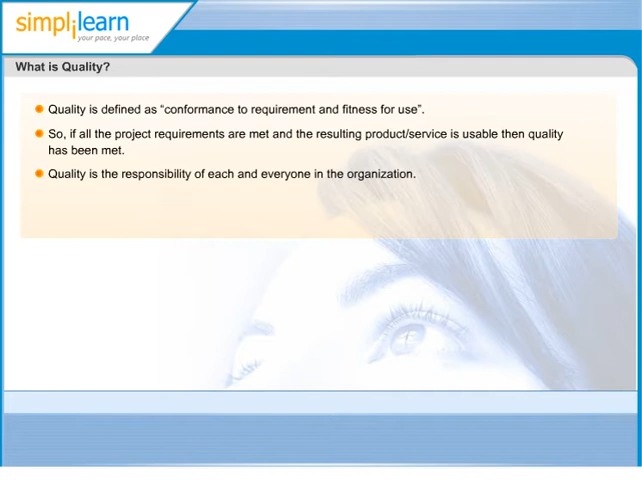 simplilearn
your pace, your place
What is Quality?
Quality is defined as “conformance to requirement and fitness for use”.
So, if all the project requirements are met and the resulting product/service is usable then quality
has been met.
Quality is the responsibility of each and everyone in the organization.